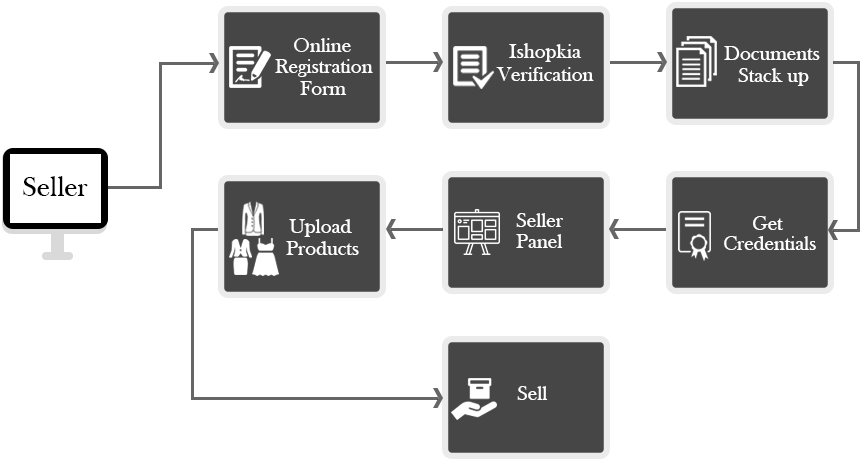 Seller
Online
Registration
Form
Ishopkia
Verification
Documents
Stack up
Get
Credentials
Seller
Panel
Upload
Products
Sell